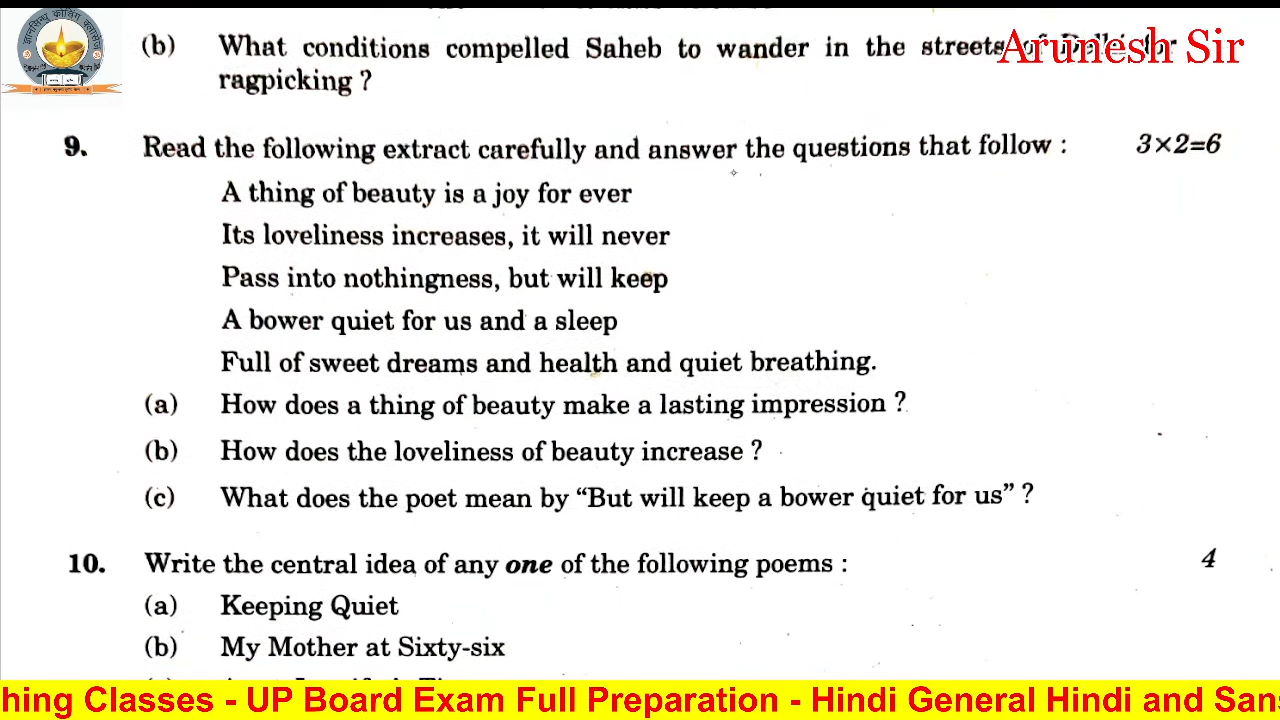 (b) What conditions compelled Saheb to wander in the streets of Delhi for
Arunesh Sir
ragpicking ?
9. Read the following extract carefully and answer the questions that follow : 3×2=6
A thing of beauty is a joy for ever
Its loveliness increases, it will never
Pass into nothingness, but will keep
A bower quiet for us and a sleep
Full of sweet dreams and health and quiet breathing.
(a) How does a thing of beauty make a lasting impression ?
(b) How does the loveliness of beauty increase ?
(c) What does the poet mean by “But will keep a bower quiet for us” ?
10. Write the central idea of any one of the following poems : 4
(a) Keeping Quiet
(b) My Mother at Sixty-six
hing Classes - UP Board Exam Full Preparation - Hindi General Hindi and Sans